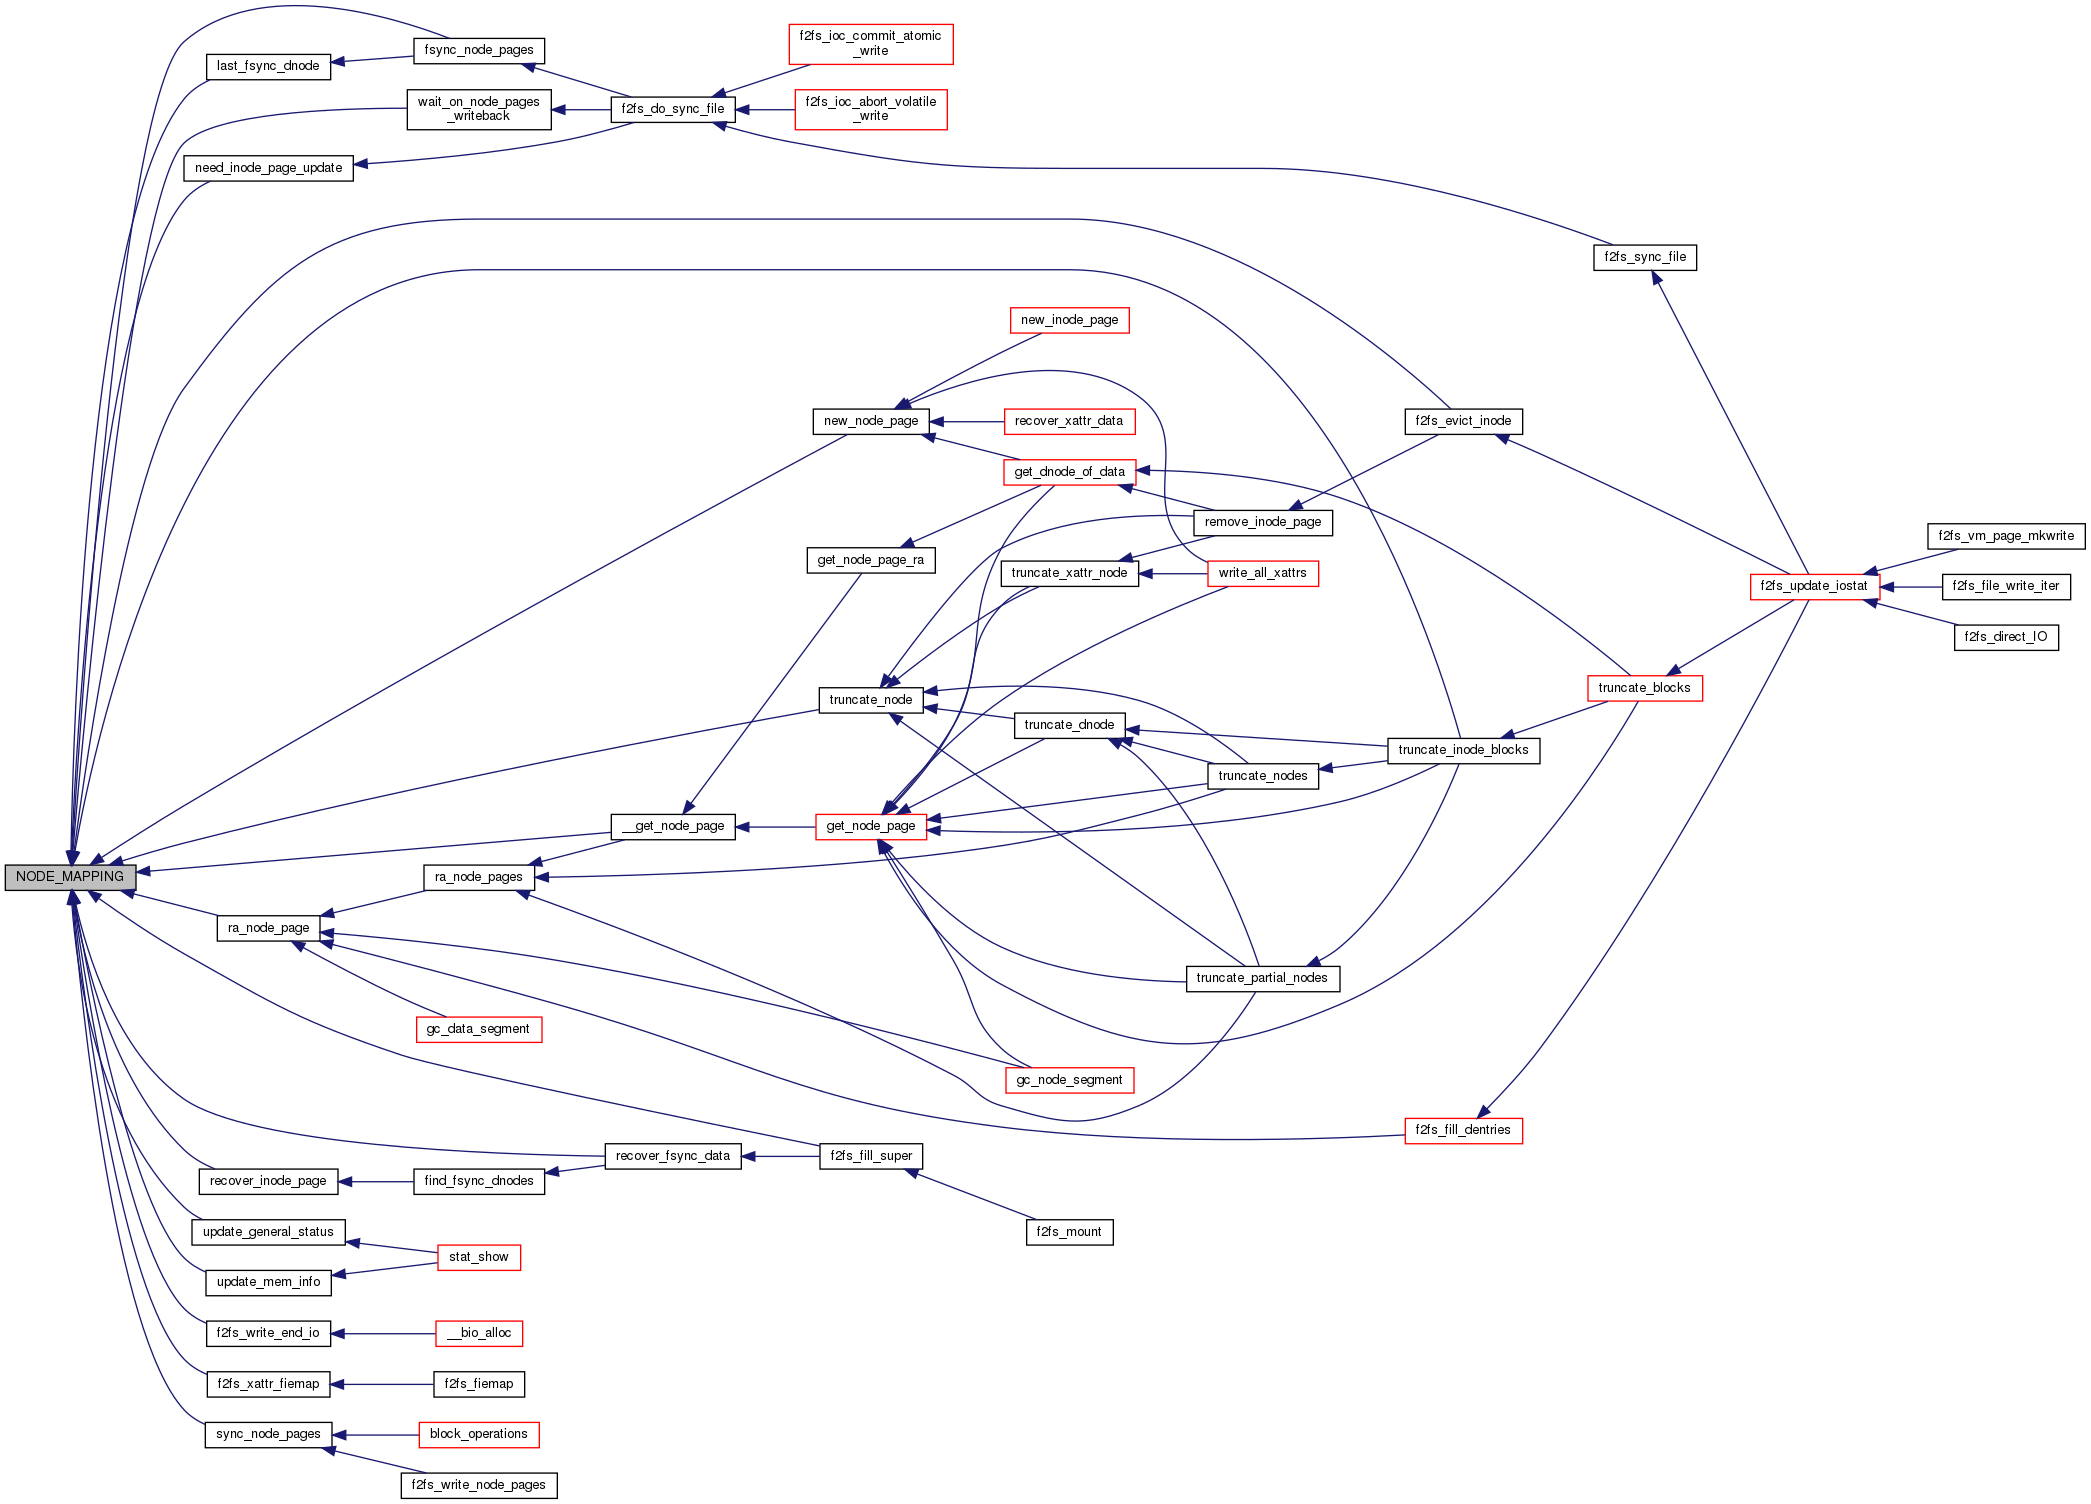 fsync_node_pages
last_fsync_dnode
f2fs_ioc_commit_atomic
_write
wait_on_node_pages
_writeback
f2fs_do_sync_file
f2fs_ioc_abort_volatile
_write
need_inode_page_update
f2fs_sync_file
new_inode_page
new_node_page
recover_xattr_data
f2fs_evict_inode
get_dnode_of_data
remove_inode_page
get_node_page_ra
truncate_xattr_node
write_all_xattrs
f2fs_vm_page_mkwrite
f2fs_update_iostat
f2fs_file_write_iter
f2fs_direct_IO
truncate_node
truncate_blocks
truncate_dnode
truncate_inode_blocks
truncate_nodes
__get_node_page
get_node_page
NODE_MAPPING
ra_node_pages
ra_node_page
truncate_partial_nodes
gc_data_segment
gc_node_segment
f2fs_fill_dentries
recover_fsync_data
f2fs_fill_super
recover_inode_page
find_fsync_dnodes
update_general_status
f2fs_mount
stat_show
update_mem_info
f2fs_write_end_io
__bio_alloc
f2fs_xattr_fiemap
f2fs_fiemap
sync_node_pages
block_operations
f2fs_write_node_pages